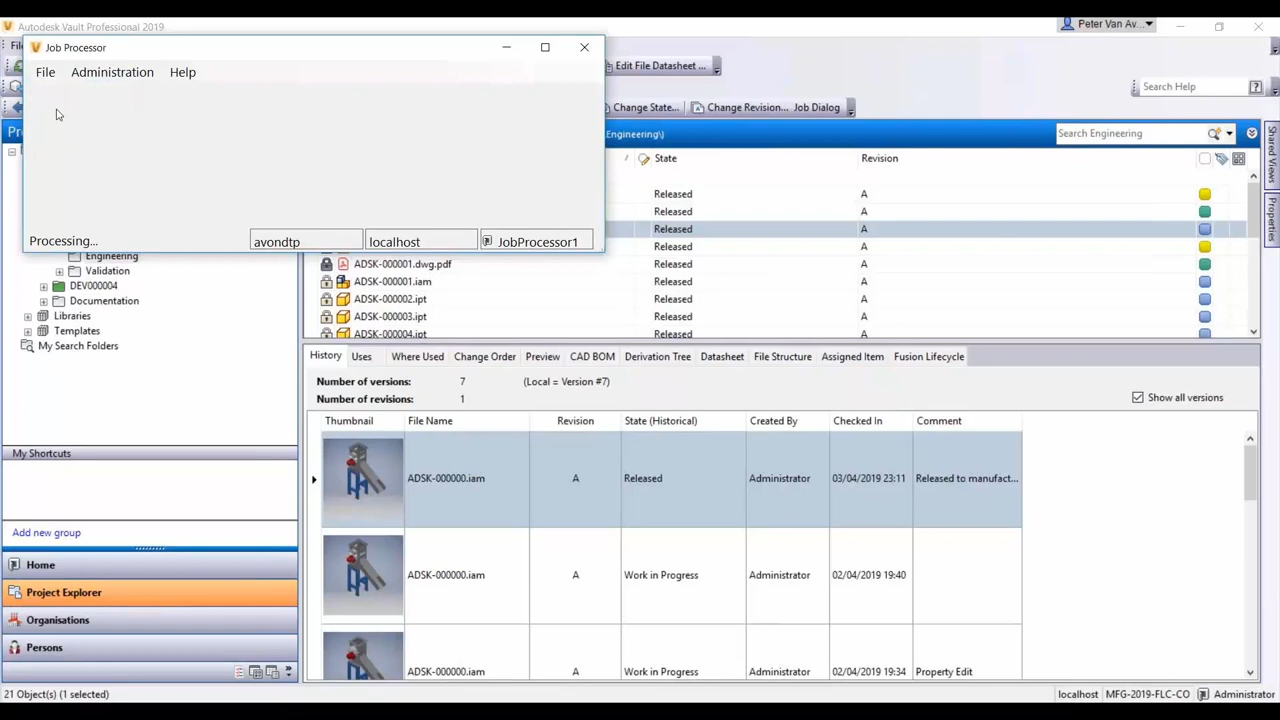 Autodesk Vault Professional 2019
Peter Van Av...
Job Processor
File Administration Help
Processing...
avondtp
localhost
JobProcessor1
Edit File Datasheet ...
Search Help
Change State...
Change Revision...
Job Dialog
Engineering\)
Search Engineering
State
Revision
Released A
Released A
Released A
Released A
ADSK-000001.dwg.pdf Released A
ADSK-000001.iam Released A
ADSK-000002.ipt Released A
ADSK-000003.ipt Released A
ADSK-000004.ipt Released A
Shared Views
Properties
Engineering
Validation
DEV000004
Documentation
Libraries
Templates
My Search Folders
My Shortcuts
Add new group
Home
Project Explorer
Organisations
Persons
History Uses Where Used Change Order Preview CAD BOM Derivation Tree Datasheet File Structure Assigned Item Fusion Lifecycle
Number of versions: 7 (Local = Version #7)
Number of revisions: 1
Show all versions
Thumbnail File Name Revision State (Historical) Created By Checked In Comment
ADSK-000000.iam A Released Administrator 03/04/2019 23:11 Released to manufact...
ADSK-000000.iam A Work in Progress Administrator 02/04/2019 19:40
ADSK-000000.iam A Work in Progress Administrator 02/04/2019 19:34 Property Edit
21 Object(s) (1 selected)
localhost
MFG-2019-FLC-CO
Administrator